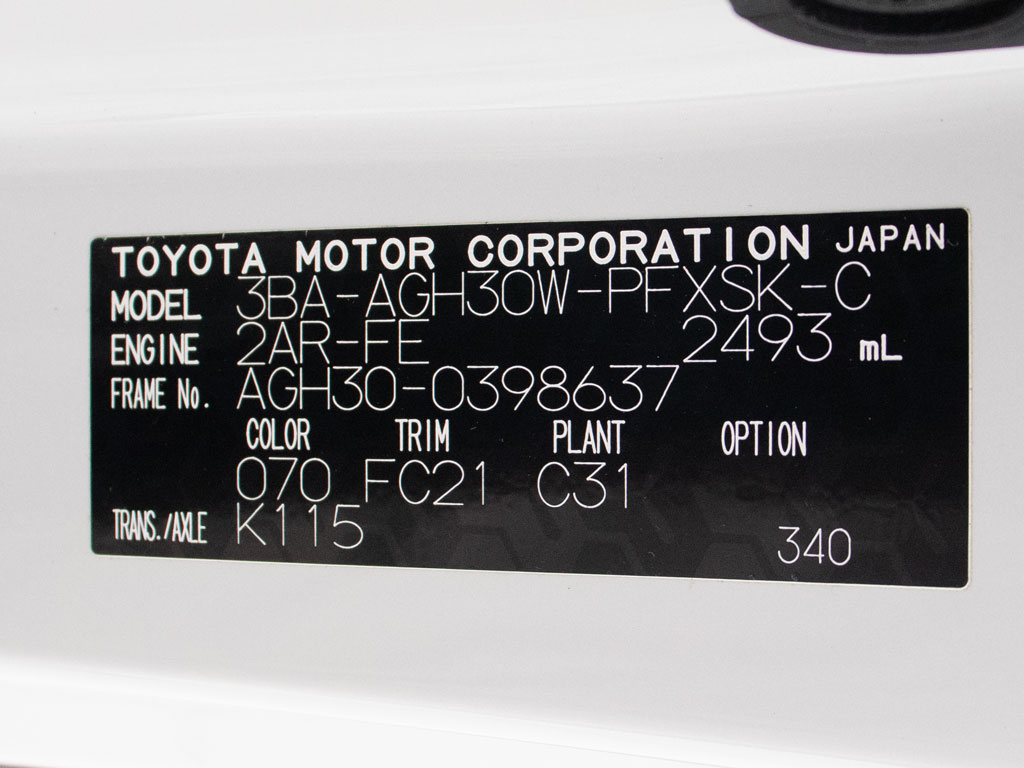 TOYOTA MOTOR CORPORATION JAPAN
MODEL 3BA-AGH30W-PFXSK-C
ENGINE 2AR-FE 2493 mL
FRAME No. AGH30-0398637
COLOR TRIM PLANT OPTION
070 FC21 C31
TRANS./AXLE K115
340